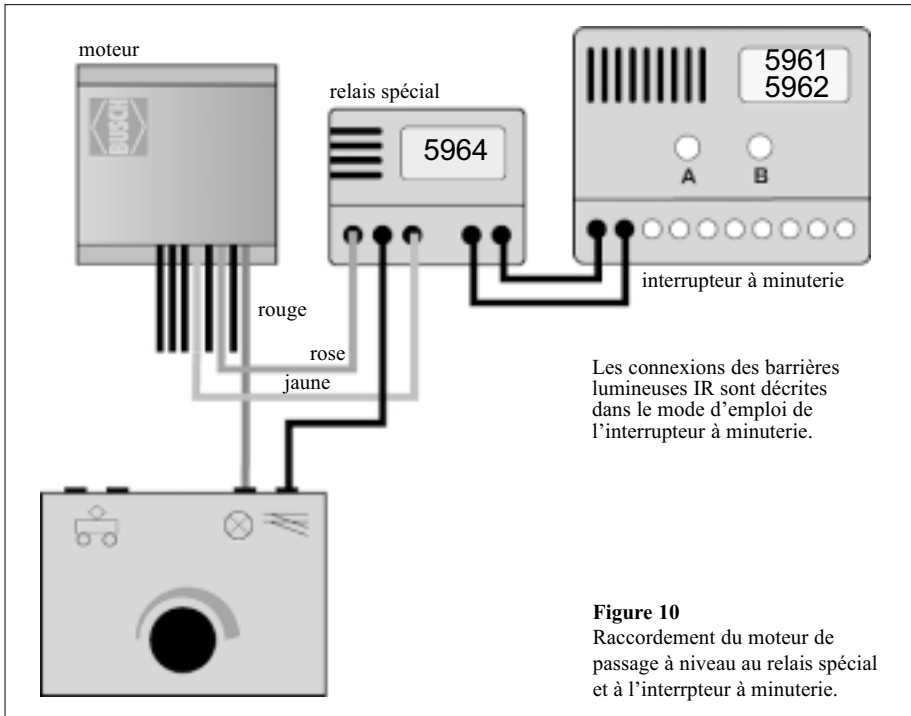 moteur
BUSCH
relais spécial
5964
5961
5962
A B
interrupteur à minuterie
rouge
rose
jaune
Les connexions des barrières
lumineuses IR sont décrites
dans le mode d’emploi de
l’interrupteur à minuterie.
Figure 10
Raccordement du moteur de
passage à niveau au relais spécial
et à l’interrpteur à minuterie.